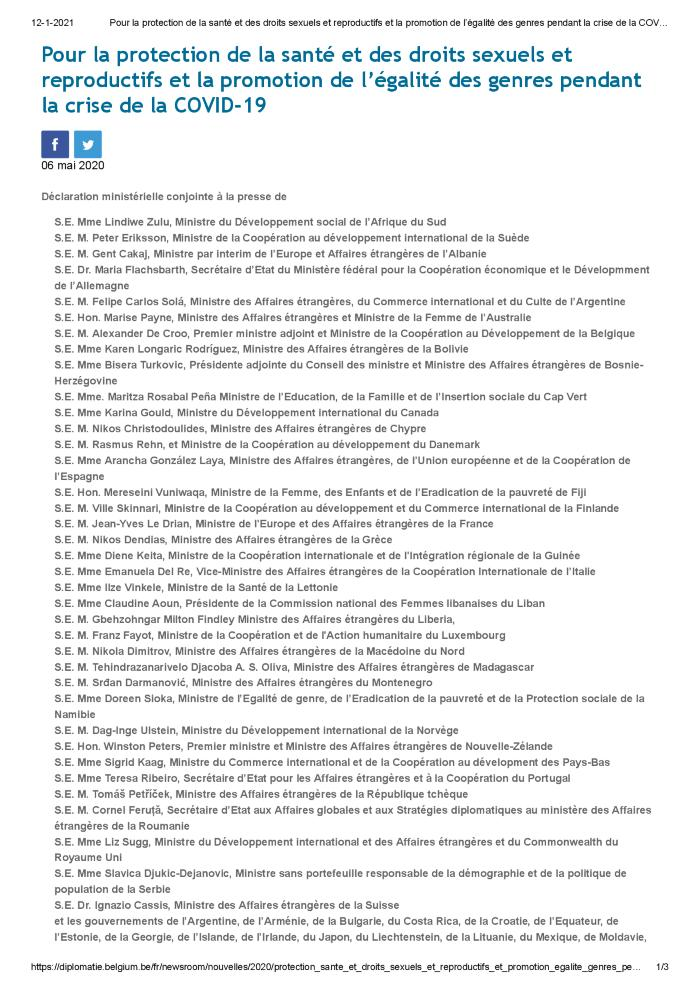 12-1-2021 Pour la protection de la santé et des droits sexuels et reproductifs et la promotion de l'égalité des genres pendant la crise de la COV...
Pour la protection de la santé et des droits sexuels et
reproductifs et la promotion de l’égalité des genres pendant
la crise de la COVID-19
f
06 mai 2020
Déclaration ministérielle conjointe à la presse de
S.E. Mme Lindiwe Zulu, Ministre du Développement social de l'Afrique du Sud
S.E. M. Peter Eriksson, Ministre de la Coopération au développement international de la Suède
S.E. M. Gent Cakaj, Ministre par interim de l'Europe et Affaires étrangères de l'Albanie
S.E. Dr. Maria Flachsbarth, Secrétaire d'Etat du Ministère fédéral pour la Coopération économique et le Dévelopmment
de l'Allemagne
S.E. M. Felipe Carlos Solá, Ministre des Affaires étrangères, du Commerce international et du Culte de l'Argentine
S.E. Hon. Marise Payne, Ministre des Affaires étrangères et Ministre de la Femme de l'Australie
S.E. M. Alexander De Croo, Premier ministre adjoint et Ministre de la Coopération au Développement de la Belgique
S.E. Mme Karen Longaric Rodríguez, Ministre des Affaires étrangères de la Bolivie
S.E. Mme Bisera Turkovic, Présidente adjointe du Conseil des ministre et Ministre des Affaires étrangères de Bosnie-
Herzégovine
S.E. Mme. Maritza Rosabal Peña Ministre de l'Education, de la Famille et de l'Insertion sociale du Cap Vert
S.E. Mme Karina Gould, Ministre du Développement international du Canada
S.E. M. Nikos Christodoulides, Ministre des Affaires étrangères de Chypre
S.E. M. Rasmus Rehn, et Ministre de la Coopération au développement du Danemark
S.E. Mme Arancha González Laya, Ministre des Affaires étrangères, de l'Union européenne et de la Coopération de
l'Espagne
S.E. Hon. Mereseini Vuniwaqa, Ministre de la Femme, des Enfants et de l'Eradication de la pauvreté de Fiji
S.E. M. Ville Skinnari, Ministre de la Coopération au développement et du Commerce international de la Finlande
S.E. M. Jean-Yves Le Drian, Ministre de l'Europe et des Affaires étrangères de la France
S.E. M. Nikos Dendias, Ministre des Affaires étrangères de la Grèce
S.E. Mme Diene Keita, Ministre de la Coopération internationale et de l'Intégration régionale de la Guinée
S.E. Mme Emanuela Del Re, Vice-Ministre des Affaires étrangères de la Coopération Internationale de l'Italie
S.E. Mme Ilze Vinkele, Ministre de la Santé de la Lettonie
S.E. Mme Claudine Aoun, Présidente de la Commission national des Femmes libanaises du Liban
S.E. M. Gbehzohngar Milton Findley Ministre des Affaires étrangères du Liberia,
S.E. M. Franz Fayot, Ministre de la Coopération et de l'Action humanitaire du Luxembourg
S.E. M. Nikola Dimitrov, Ministre des Affaires étrangères de la Macédoine du Nord
S.E. M. Tehindrazanarivelo Djacoba A. S. Oliva, Ministre des Affaires étrangères de Madagascar
S.E. M. Srđan Darmanović, Ministre des Affaires étrangères du Montenegro
S.E. Mme Doreen Sioka, Ministre de l'Egalité de genre, de l'Eradication de la pauvreté et de la Protection sociale de la
Namibie
S.E. M. Dag-Inge Ulstein, Ministre du Développement international de la Norvège
S.E. Hon. Winston Peters, Premier ministre et Ministre des Affaires étrangères de Nouvelle-Zélande
S.E. Mme Sigrid Kaag, Ministre du Commerce international et de la Coopération au dévelopment des Pays-Bas
S.E. Mme Teresa Ribeiro, Secrétaire d'Etat pour les Affaires étrangères et à la Coopération du Portugal
S.E. M. Tomáš Petříček, Ministre des Affaires étrangères de la République tchèque
S.E. M. Cornel Feruță, Secrétaire d'Etat aux Affaires globales et aux Stratégies diplomatiques au ministère des Affaires
étrangères de la Roumanie
S.E. Mme Liz Sugg, Ministre du Développement international et des Affaires étrangères et du Commonwealth du
Royaume Uni
S.E. Mme Slavica Djukic-Dejanovic, Ministre sans portefeuille responsable de la démographie et de la politique de
population de la Serbie
S.E. Dr. Ignazio Cassis, Ministre des Affaires étrangères de la Suisse
et les gouvernements de l'Argentine, de l'Arménie, de la Bulgarie, du Costa Rica, de la Croatie, de l'Equateur, de
l'Estonie, de la Georgie, de l'Islande, de l'Irlande, du Japon, du Liechtenstein, de la Lituanie, du Mexique, de Moldavie,
https://diplomatie.belgium.be/fr/newsroom/nouvelles/2020/protection_sante_et_droits_sexuels_et_reproductifs_et_promotion_egalite_genres_pe... 1/3